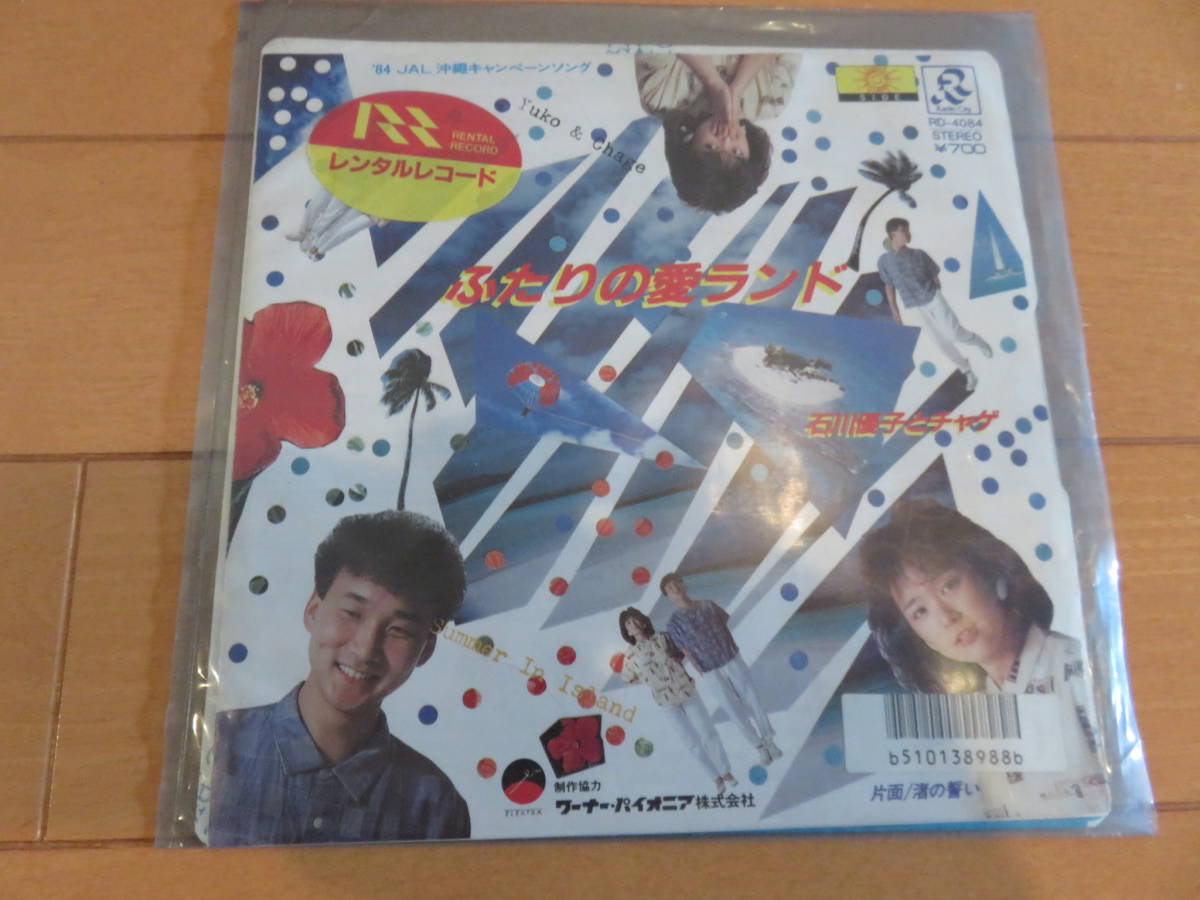 '84 JAL 沖縄キャンペーンソング
Yuko & Chage
RENTAL
RECORD
レンタルレコード
SIDE
Radio City
RD-4084
STEREO
¥700
ふたりの愛ランド
石川優子とチャゲ
Summer In Island
ELEKTRA
制作協力
ワーナー・パイオニア株式会社
b510138988b
片面/渚の誓い